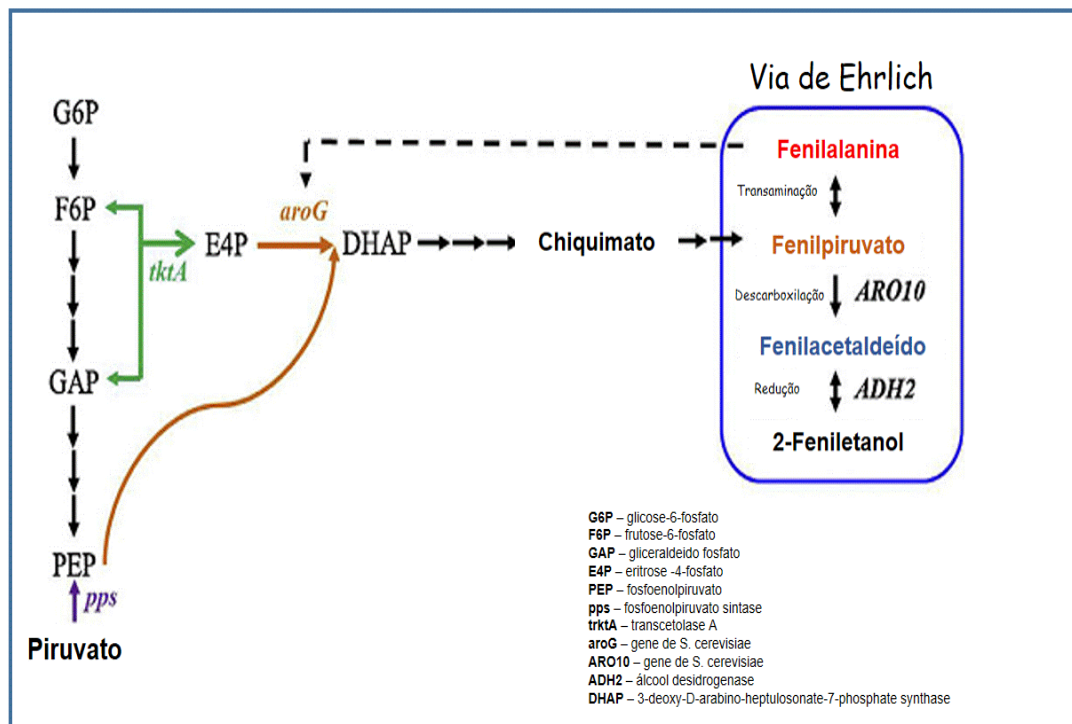 Via de Ehrlich
G6P
Fenilalanina
Transaminação
F6P
aroG
E4P
DHAP
Chiquimato
Fenilpiruvato
tktA
Descarboxilação
ARO10
Fenilacetaldeído
GAP
Redução
ADH2
2-Feniletanol
PEP
pps
Piruvato
G6P – glicose-6-fosfato
F6P – frutose-6-fosfato
GAP – gliceraldeido fosfato
E4P – eritrose -4-fosfato
PEP – fosfoenolpiruvato
pps – fosfoenolpiruvato sintase
trktA – transcetolase A
aroG – gene de S. cerevisiae
ARO10 – gene de S. cerevisiae
ADH2 – álcool desidrogenase
DHAP – 3-deoxy-D-arabino-heptulosonate-7-phosphate synthase